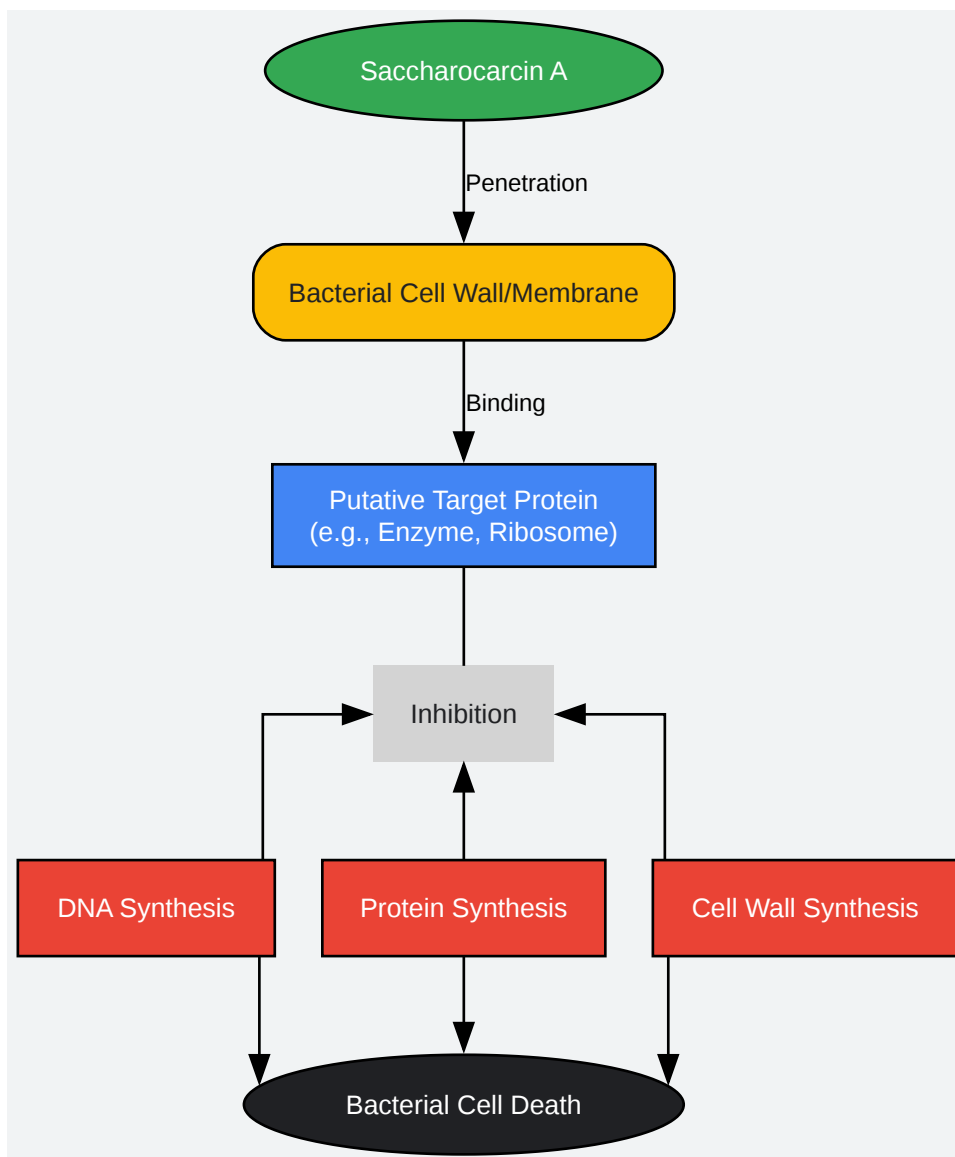 Saccharocarcin A
Penetration
Bacterial Cell Wall/Membrane
Binding
Putative Target Protein
(e.g., Enzyme, Ribosome)
Inhibition
DNA Synthesis
Protein Synthesis
Cell Wall Synthesis
Bacterial Cell Death